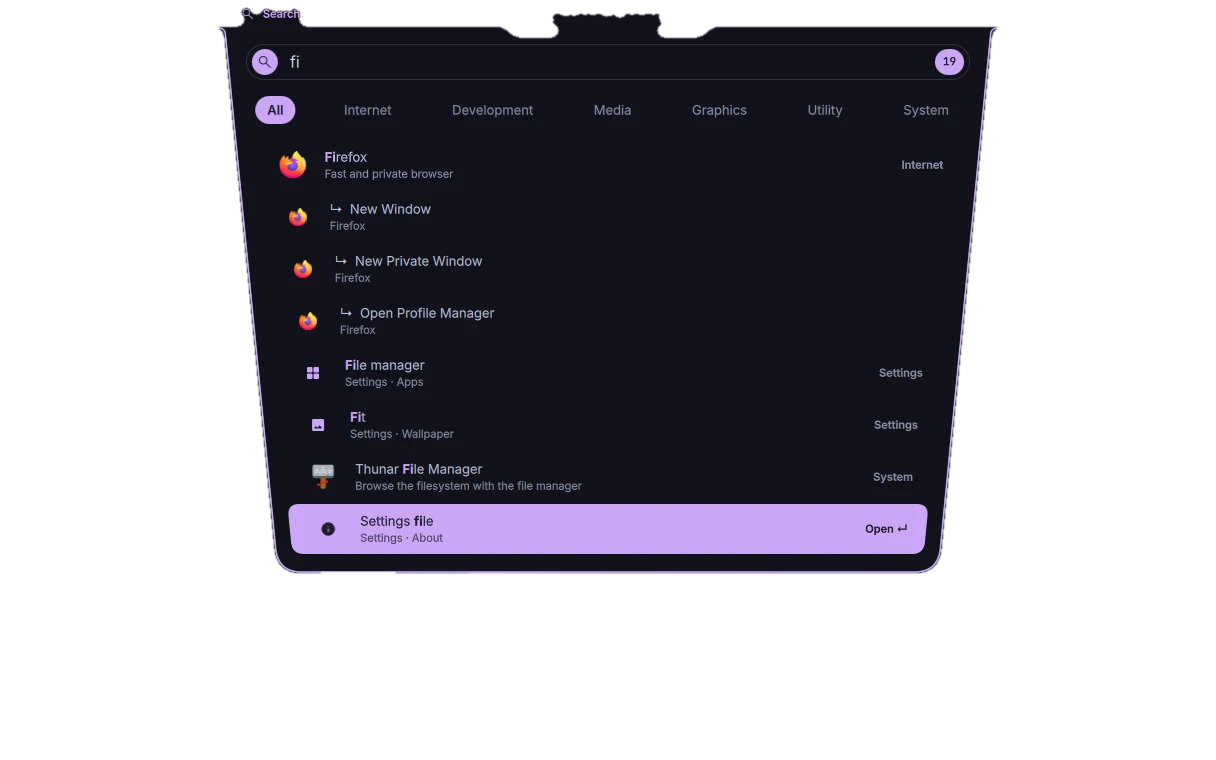 Search
fi
19
All Internet Development Media Graphics Utility System
Firefox
Fast and private browser
Internet
↳ New Window
Firefox
↳ New Private Window
Firefox
↳ Open Profile Manager
Firefox
File manager
Settings · Apps
Settings
Fit
Settings · Wallpaper
Settings
Thunar File Manager
Browse the filesystem with the file manager
System
Settings file
Settings · About
Open ↵